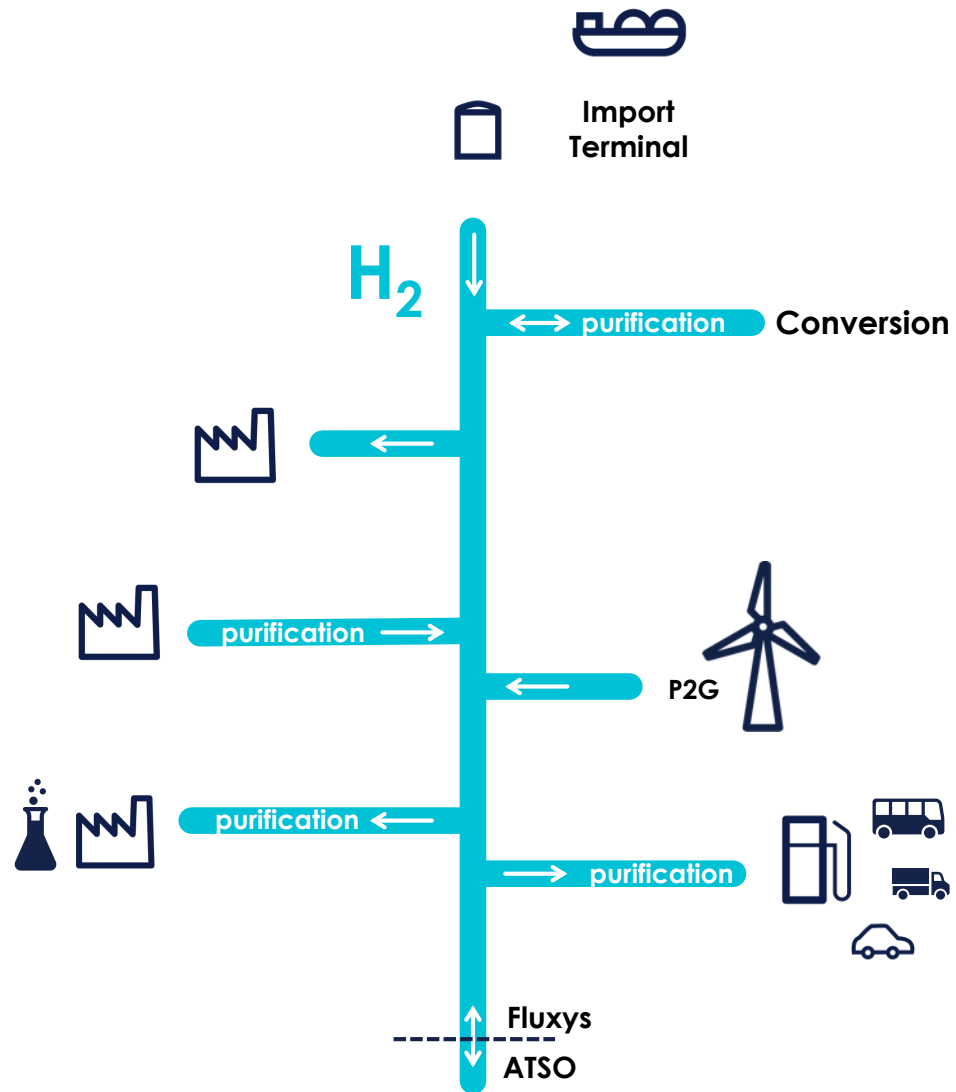 Import
Terminal
H₂
purification
Conversion
purification
P2G
purification
purification
Fluxys
ATSO